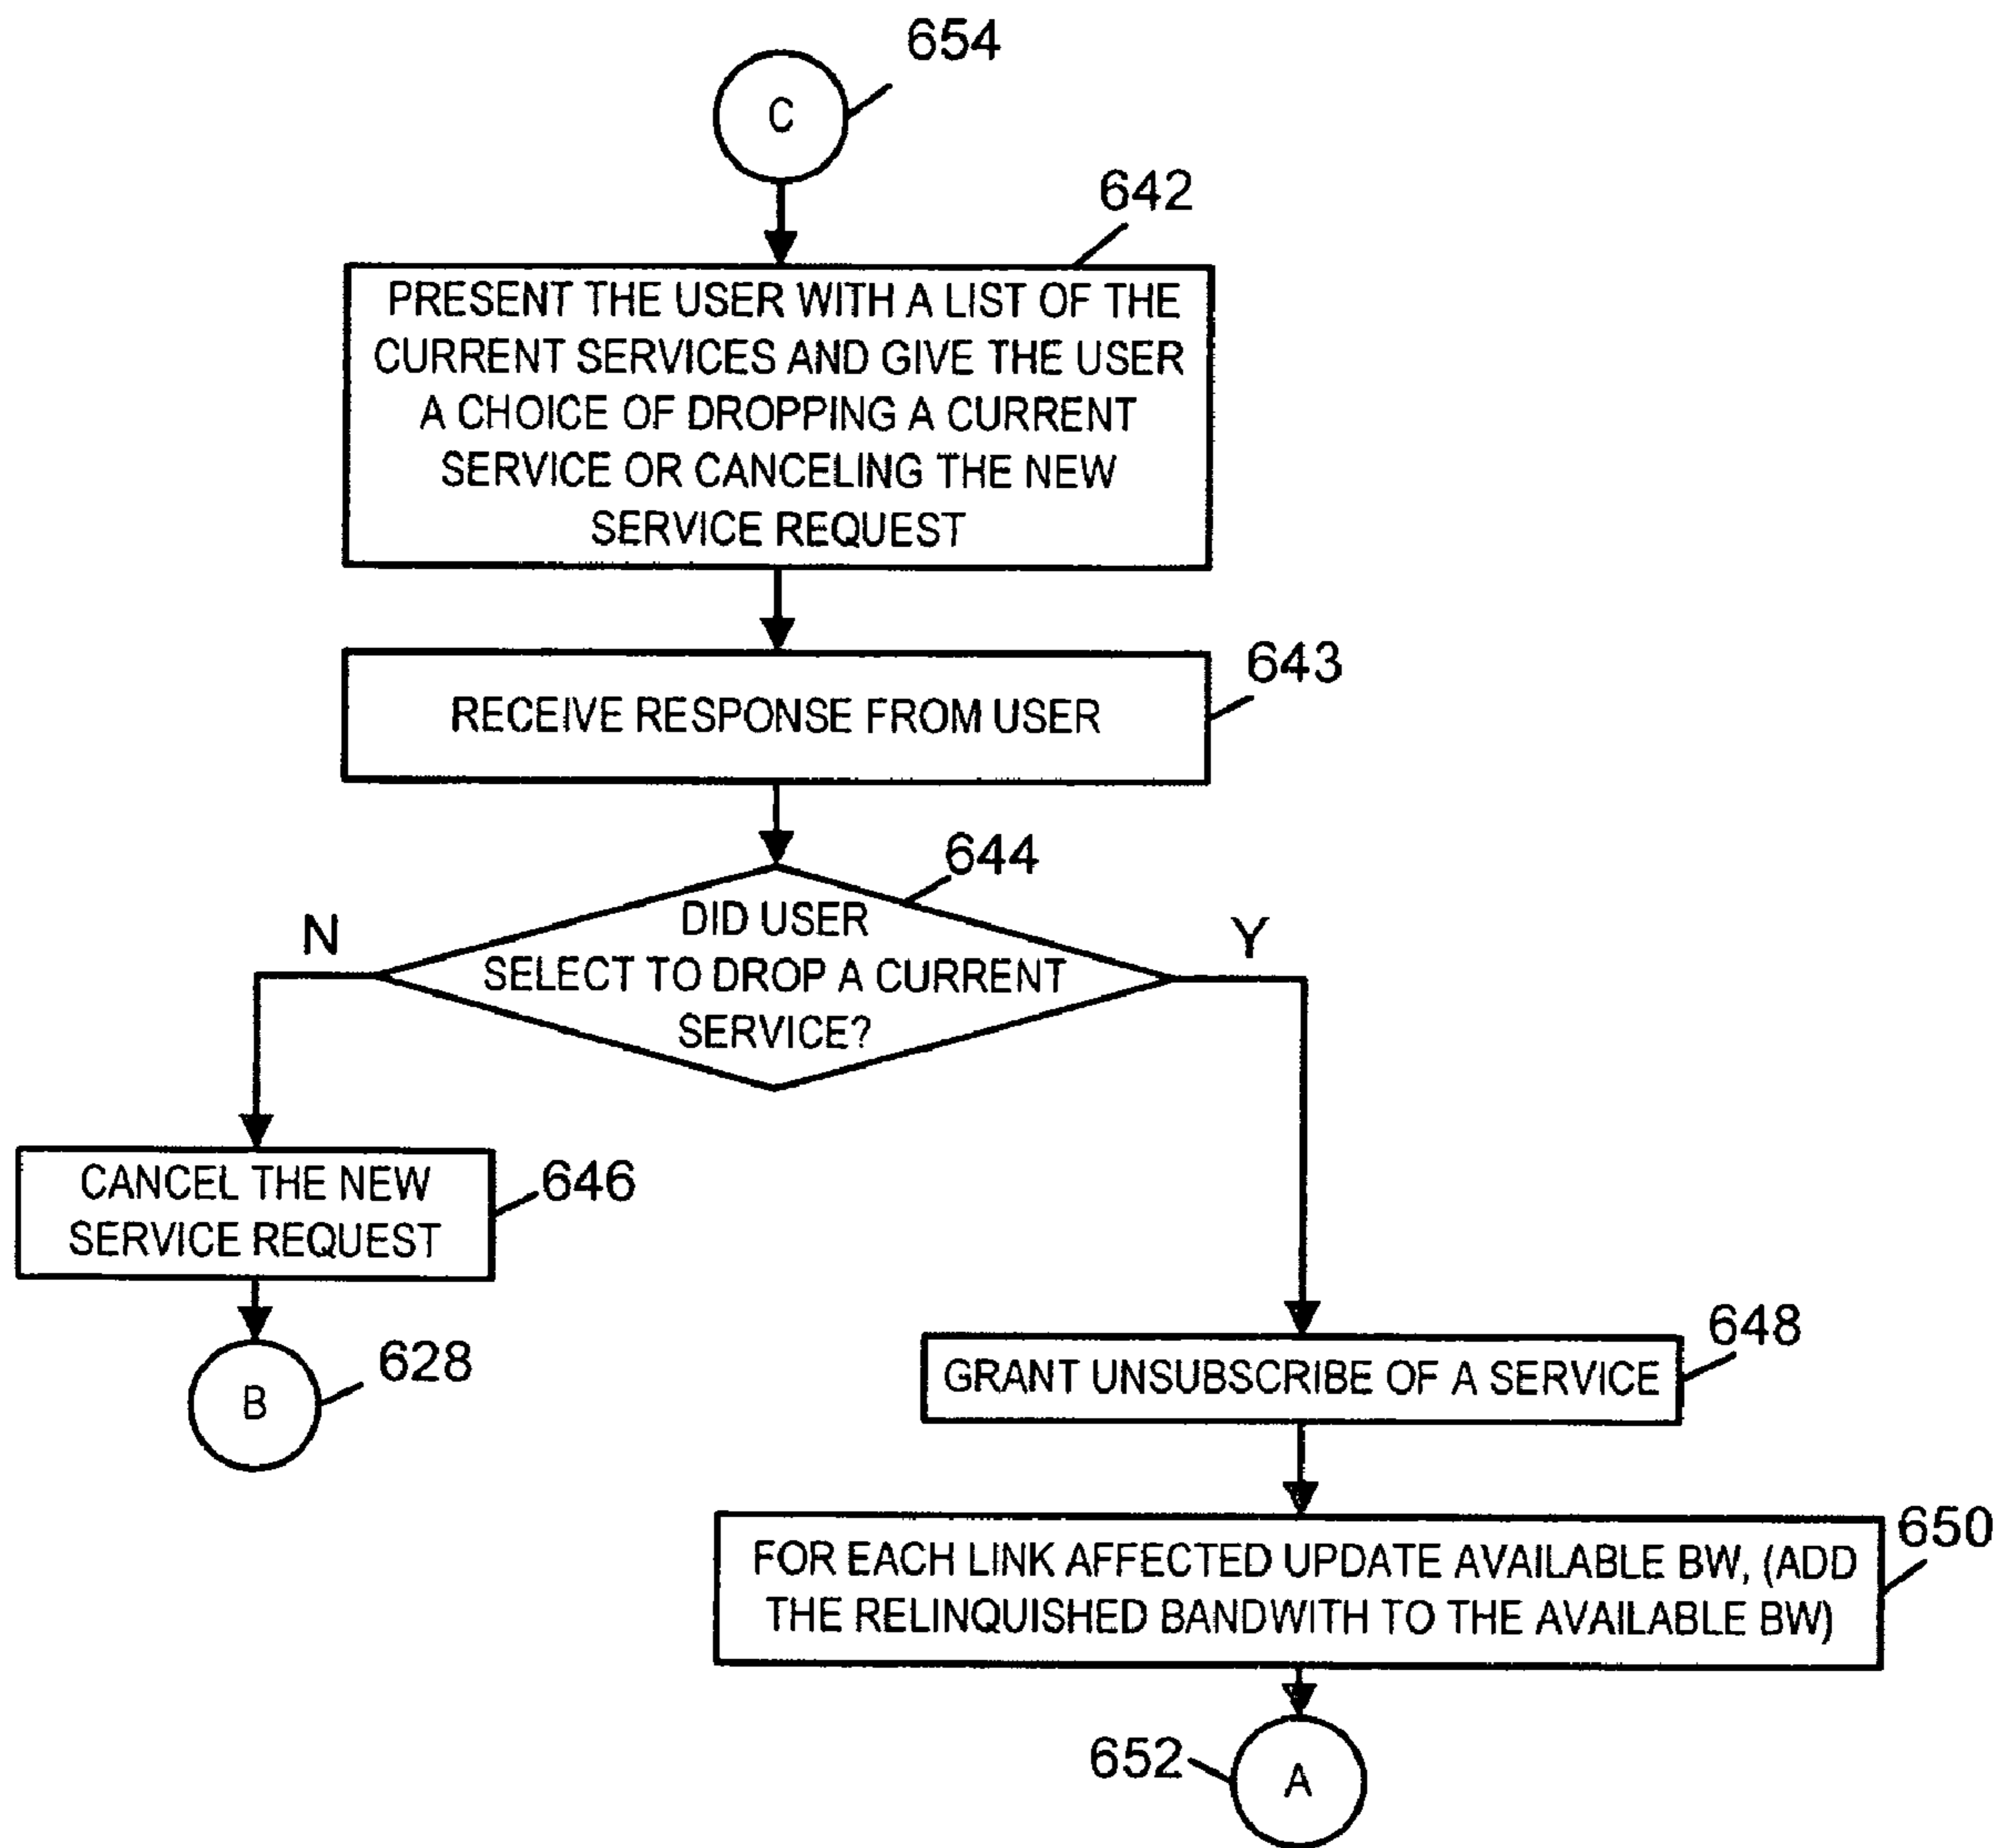 654
C
642
PRESENT THE USER WITH A LIST OF THE
CURRENT SERVICES AND GIVE THE USER
A CHOICE OF DROPPING A CURRENT
SERVICE OR CANCELING THE NEW
SERVICE REQUEST
643
RECEIVE RESPONSE FROM USER
644
DID USER
SELECT TO DROP A CURRENT
SERVICE?
N
Y
CANCEL THE NEW
SERVICE REQUEST
646
B
628
648
GRANT UNSUBSCRIBE OF A SERVICE
650
FOR EACH LINK AFFECTED UPDATE AVAILABLE BW, (ADD
THE RELINQUISHED BANDWITH TO THE AVAILABLE BW)
652
A